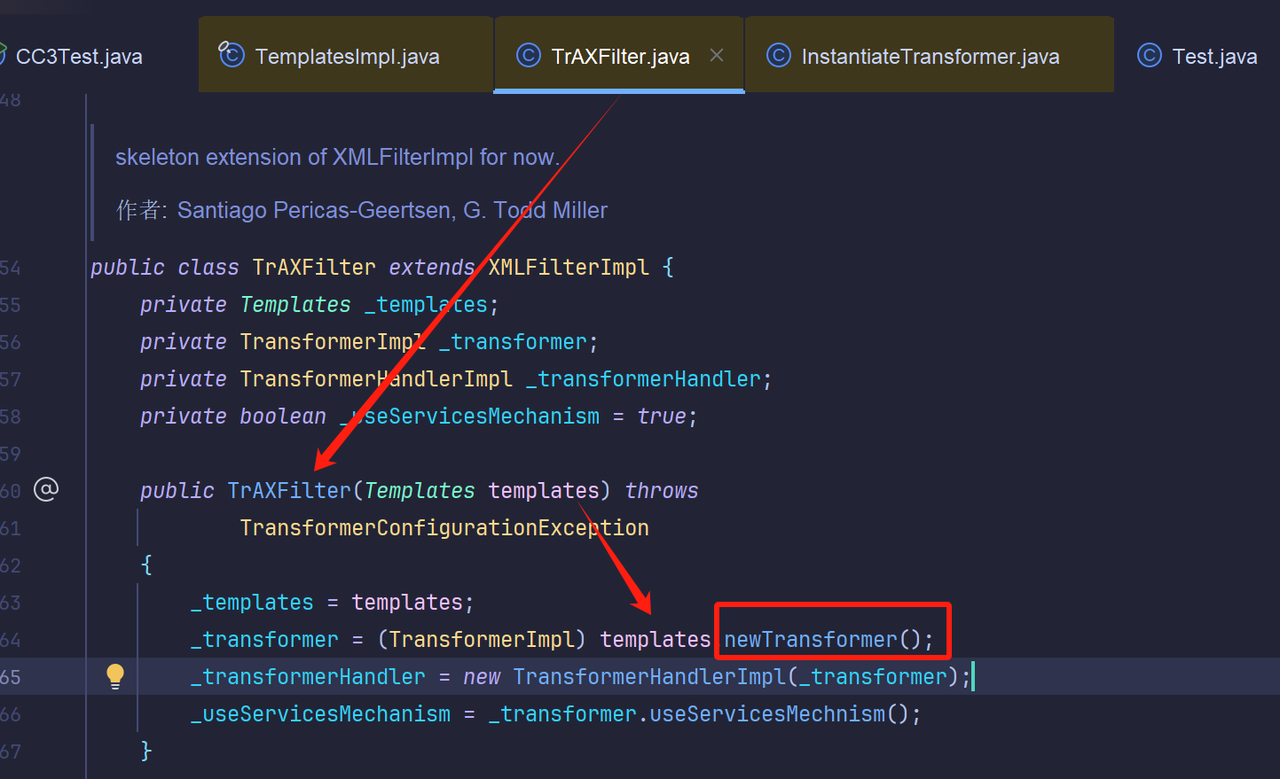 CC3Test.java TemplatesImpl.java TrAXFilter.java InstantiateTransformer.java Test.java
48
skeleton extension of XMLFilterImpl for now.
作者: Santiago Pericas-Geertsen, G. Todd Miller
54 public class TrAXFilter extends XMLFilterImpl {
55 private Templates _templates;
56 private TransformerImpl _transformer;
57 private TransformerHandlerImpl _transformerHandler;
58 private boolean _useServicesMechanism = true;
59
60 public TrAXFilter(Templates templates) throws
61 TransformerConfigurationException
62 {
63 _templates = templates;
64 _transformer = (TransformerImpl) templates.newTransformer();
65 _transformerHandler = new TransformerHandlerImpl(_transformer);
66 _useServicesMechanism = _transformer.useServicesMechnism();
67 }